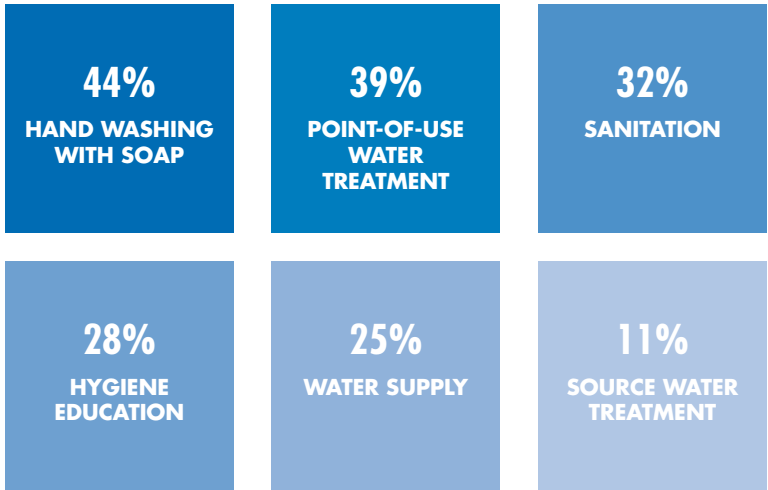 44%
HAND WASHING
WITH SOAP
39%
POINT-OF-USE
WATER
TREATMENT
32%
SANITATION
28%
HYGIENE
EDUCATION
25%
WATER SUPPLY
11%
SOURCE WATER
TREATMENT